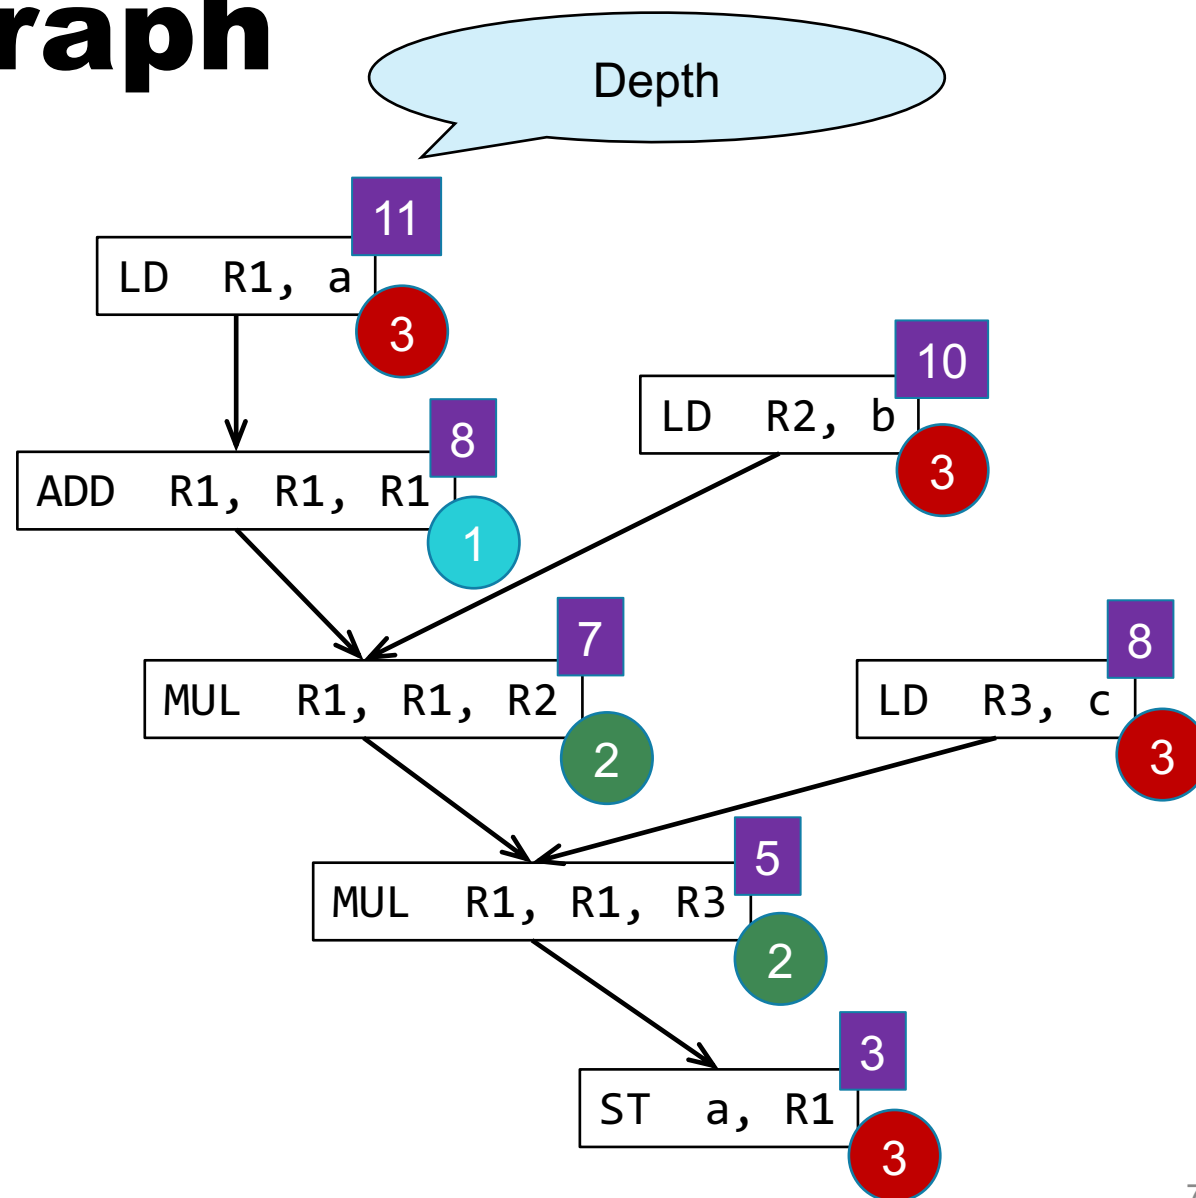 raph
Depth
11
LD R1, a
3
10
LD R2, b
3
8
ADD R1, R1, R1
1
7
MUL R1, R1, R2
2
8
LD R3, c
3
5
MUL R1, R1, R3
2
3
ST a, R1
3